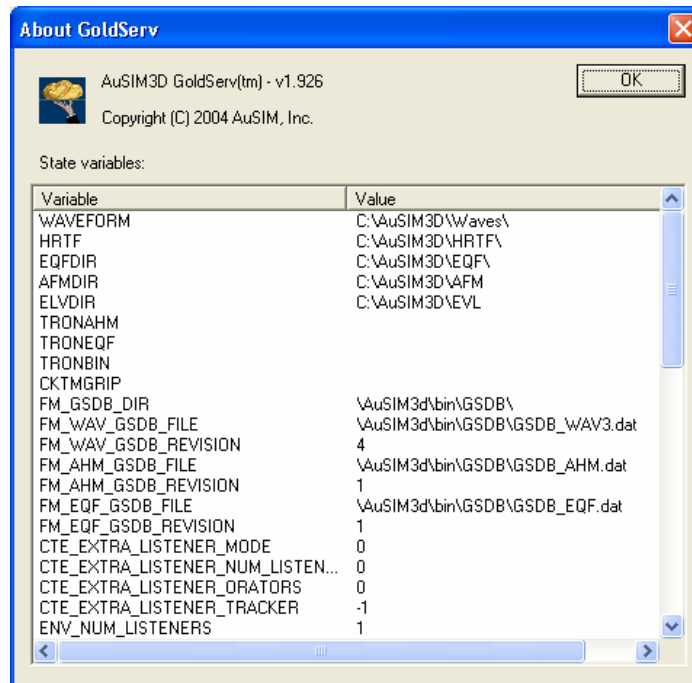 About GoldServ
AuSIM3D GoldServ(tm) - v1.926
OK
Copyright (C) 2004 AuSIM, Inc.
State variables:
Variable Value
WAVEFORM C:\AuSIM3D\Waves\
HRTF C:\AuSIM3D\HRTF\
EQFDIR C:\AuSIM3D\EQF\
AFMDIR C:\AuSIM3D\AFM
ELVDIR C:\AuSIM3D\EVL
TRONAHM
TRONEQF
TRONBIN
CKTMGRIP
FM_GSDB_DIR \AuSIM3d\bin\GSDB\
FM_WAV_GSDB_FILE \AuSIM3d\bin\GSDB\GSDB_WAV3.dat
FM_WAV_GSDB_REVISION 4
FM_AHM_GSDB_FILE \AuSIM3d\bin\GSDB\GSDB_AHM.dat
FM_AHM_GSDB_REVISION 1
FM_EQF_GSDB_FILE \AuSIM3d\bin\GSDB\GSDB_EQF.dat
FM_EQF_GSDB_REVISION 1
CTE_EXTRA_LISTENER_MODE 0
CTE_EXTRA_LISTENER_NUM_LISTEN... 0
CTE_EXTRA_LISTENER_ORATORS 0
CTE_EXTRA_LISTENER_TRACKER -1
ENV_NUM_LISTENERS 1